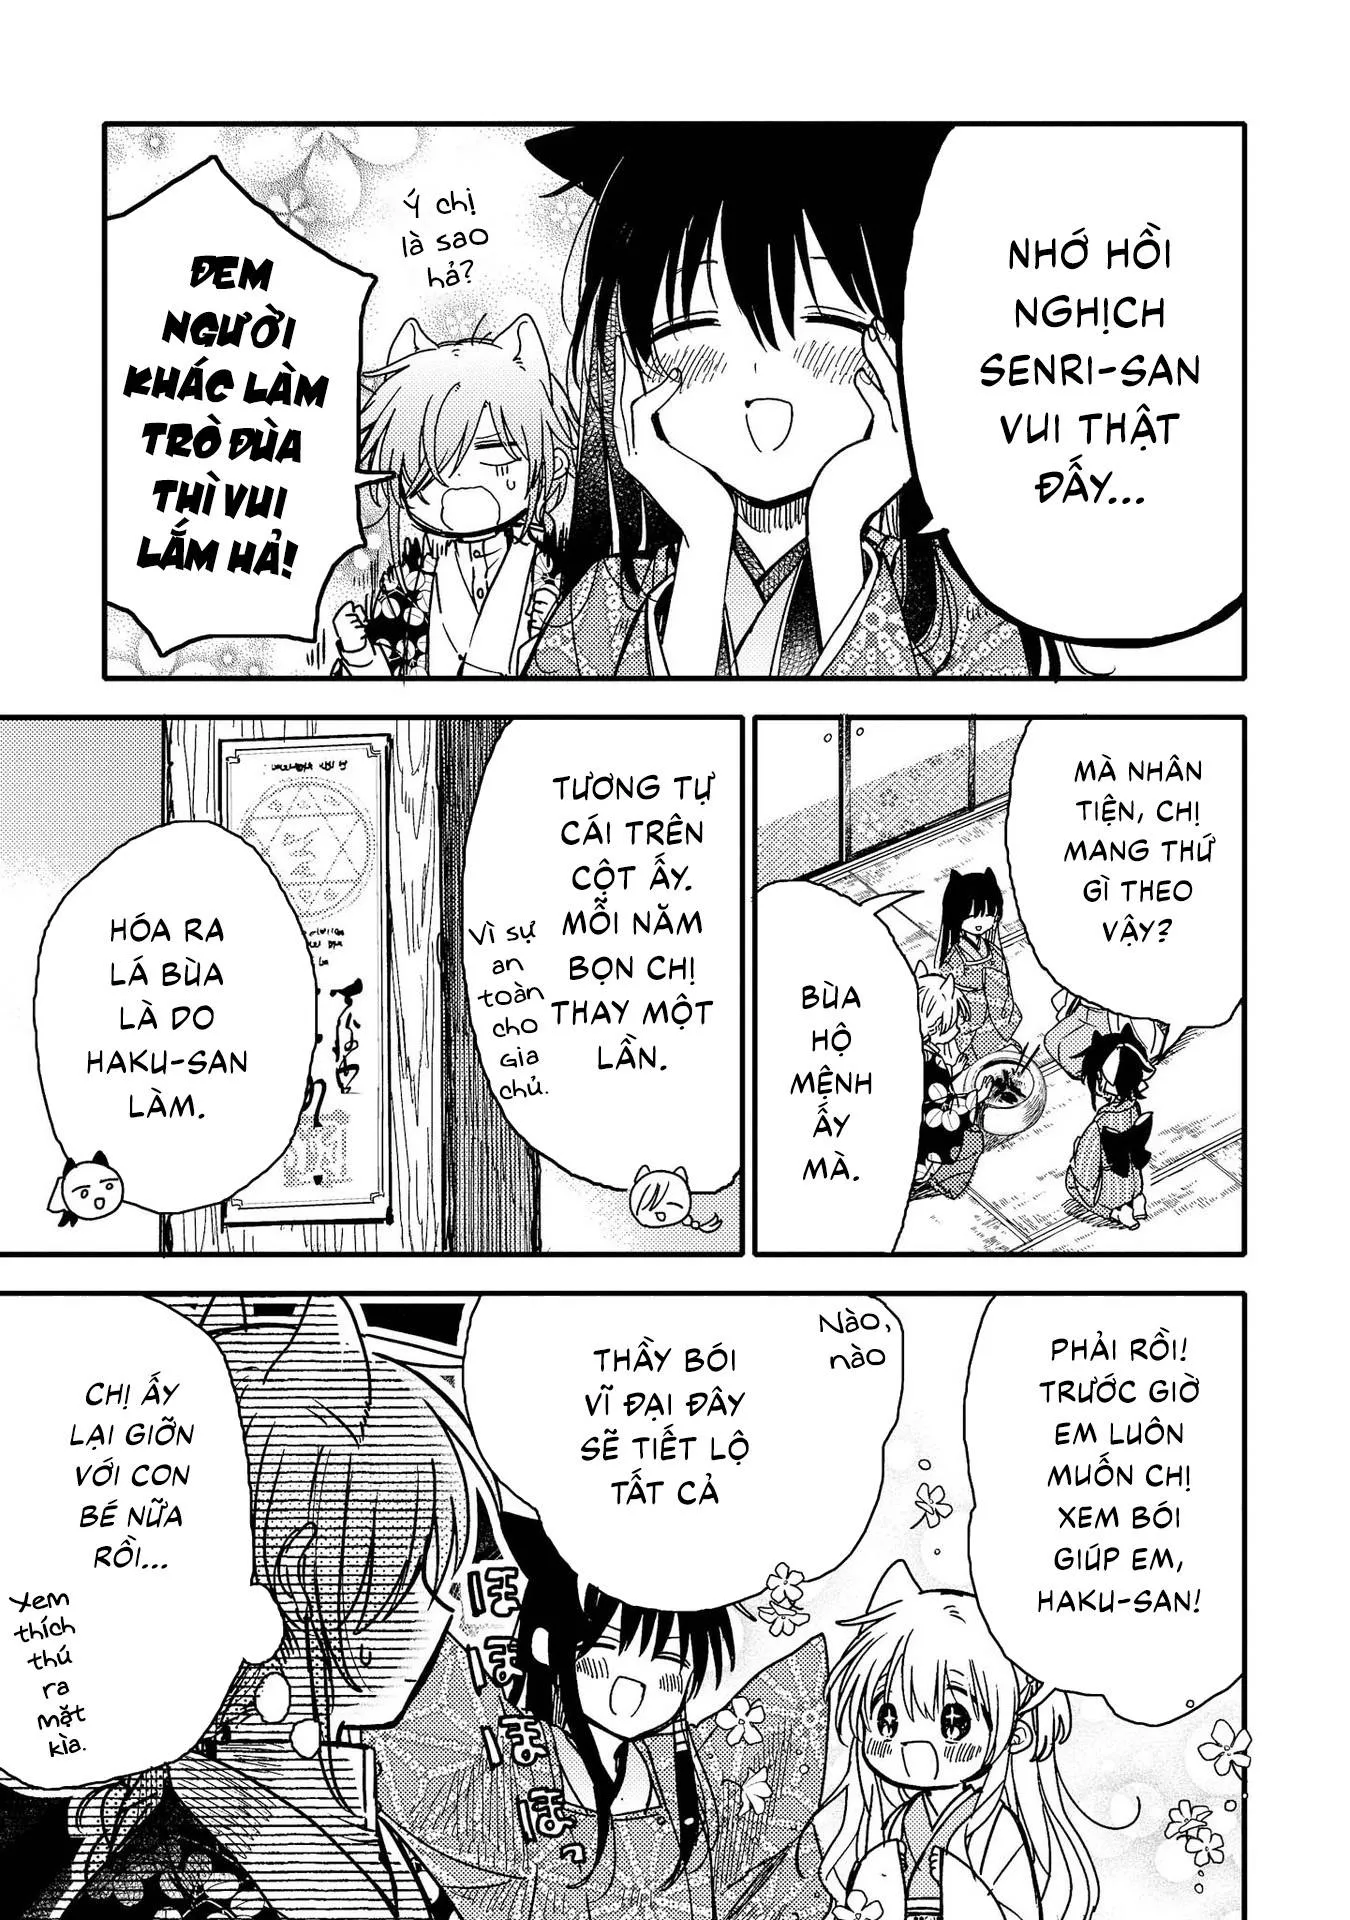 NHỚ HỒI
NGHỊCH
SENRI-SAN
VUI THẬT
ĐẤY...
Ý chị
là sao
hả?
ĐEM
NGƯỜI
KHÁC LÀM
TRÒ ĐÙA
THÌ VUI
LẮM HẢ!
MÀ NHÂN
TIỆN, CHỊ
MANG THỨ
GÌ THEO
VẬY?
BÙA
HỘ
MỆNH
ẤY
MÀ.
TƯƠNG TỰ
CÁI TRÊN
CỘT ẤY.
MỖI NĂM
BỌN CHỊ
THAY MỘT
LẦN.
Vì sự
an
toàn
cho
Gia
chủ.
HÓA RA
LÁ BÙA
LÀ DO
HAKU-SAN
LÀM.
PHẢI RỒI!
TRƯỚC GIỜ
EM LUÔN
MUỐN CHỊ
XEM BÓI
GIÚP EM,
HAKU-SAN!
Nào,
nào
THẦY BÓI
VĨ ĐẠI ĐÂY
SẼ TIẾT LỘ
TẤT CẢ
ほほほほっ
CHỊ ẤY
LẠI GIỠN
VỚI CON
BÉ NỮA
RỒI...
Xem
thích
thú
ra
mặt
kìa.